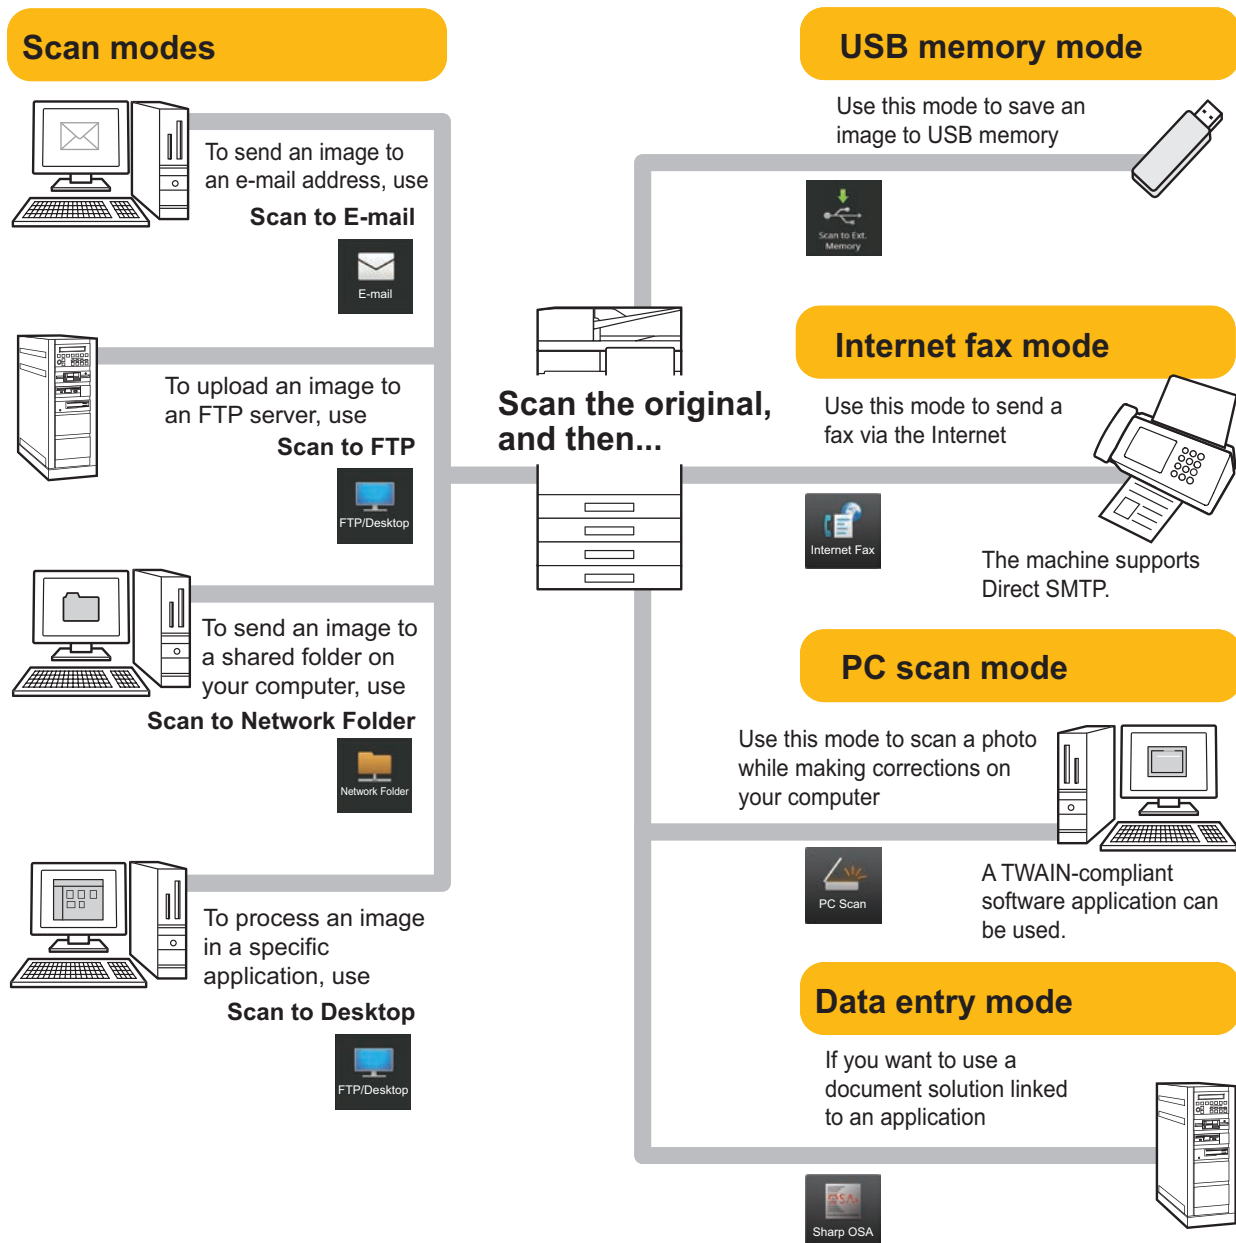 Scan modes
To send an image to
an e-mail address, use
Scan to E-mail
E-mail
To upload an image to
an FTP server, use
Scan to FTP
FTP/Desktop
To send an image to
a shared folder on
your computer, use
Scan to Network Folder
Network Folder
To process an image
in a specific
application, use
Scan to Desktop
FTP/Desktop
Scan the original,
and then...
USB memory mode
Use this mode to save an
image to USB memory
Scan to Ext.
Memory
Internet fax mode
Use this mode to send a
fax via the Internet
Internet Fax
The machine supports
Direct SMTP.
PC scan mode
Use this mode to scan a photo
while making corrections on
your computer
PC Scan
A TWAIN-compliant
software application can
be used.
Data entry mode
If you want to use a
document solution linked
to an application
Sharp OSA